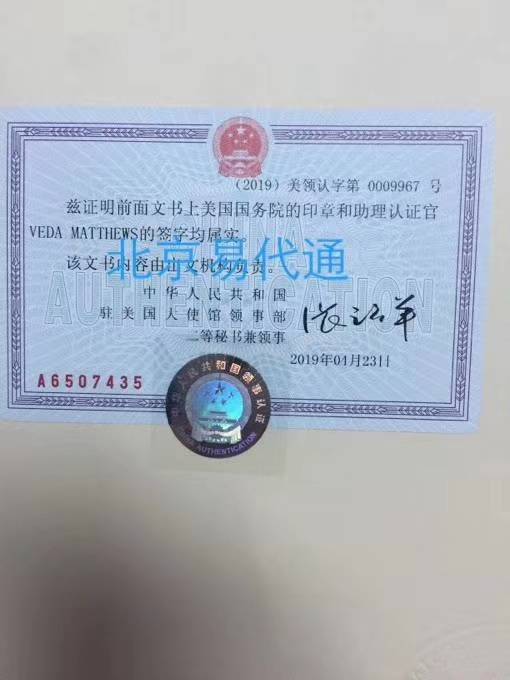 (2019) 美领认字第 0009967 号
兹证明前面文书上美国国务院的印章和助理认证官
VEDA MATTHEWS的签字均属实。
北京易代通
该文书内容由出文机构负责。
中华人民共和国
驻美国大使馆领事部
二等秘书兼领事
2019年01月23日
A6507435
中华人民共和国领事认证
CHINA AUTHENTICATION